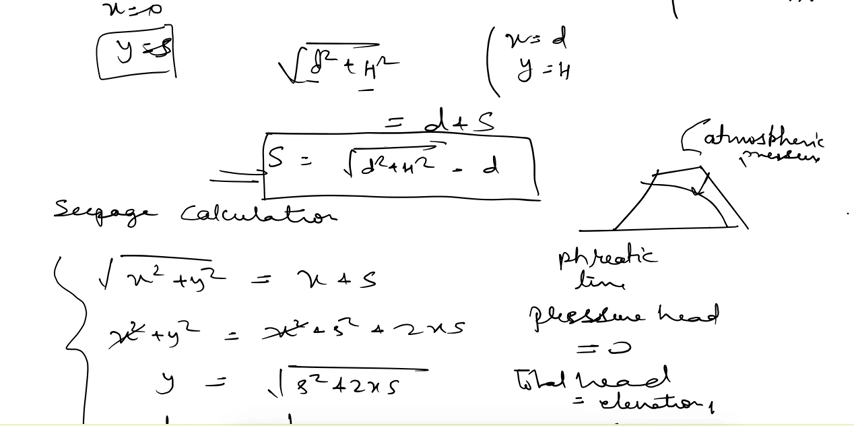 x=0
y=s
√d²+H²
x=d
y=H
= d+S
S = √d²+H² - d
(atmospheric
pressure
Seepage Calculation
√x²+y² = x+s
x²+y² = x²+s²+2xs
y = √s²+2xs
phreatic
line
pressure head
= 0
Total head
= elevation